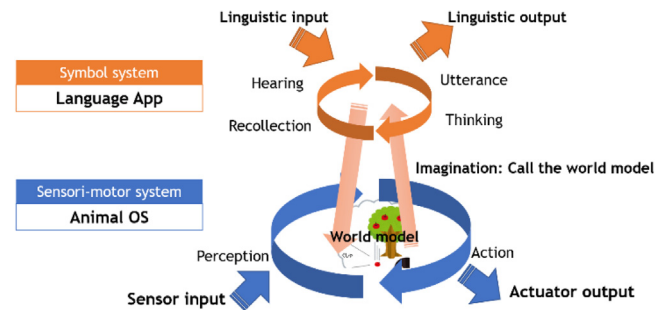 Linguistic input
Linguistic output
Symbol system
Language App
Hearing
Utterance
Recollection
Thinking
Imagination: Call the world model
Sensori-motor system
Animal OS
World model
Perception
Action
Sensor input
Actuator output